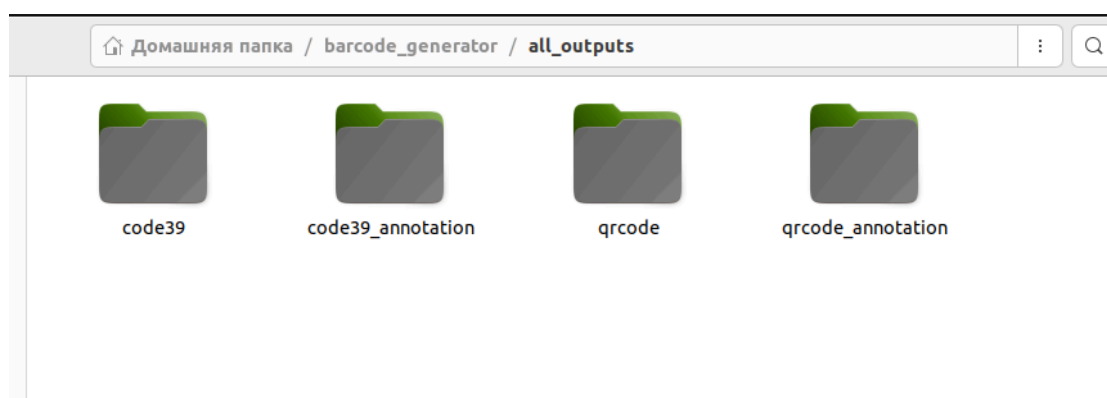 Домашняя папка / barcode_generator / all_outputs
code39 code39_annotation qrcode qrcode_annotation